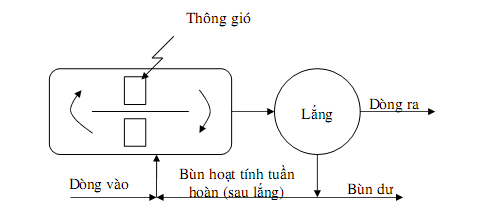 Thông gió
Lắng
Dòng ra
Dòng vào
Bùn hoạt tính tuần
hoàn (sau lắng)
Bùn dư